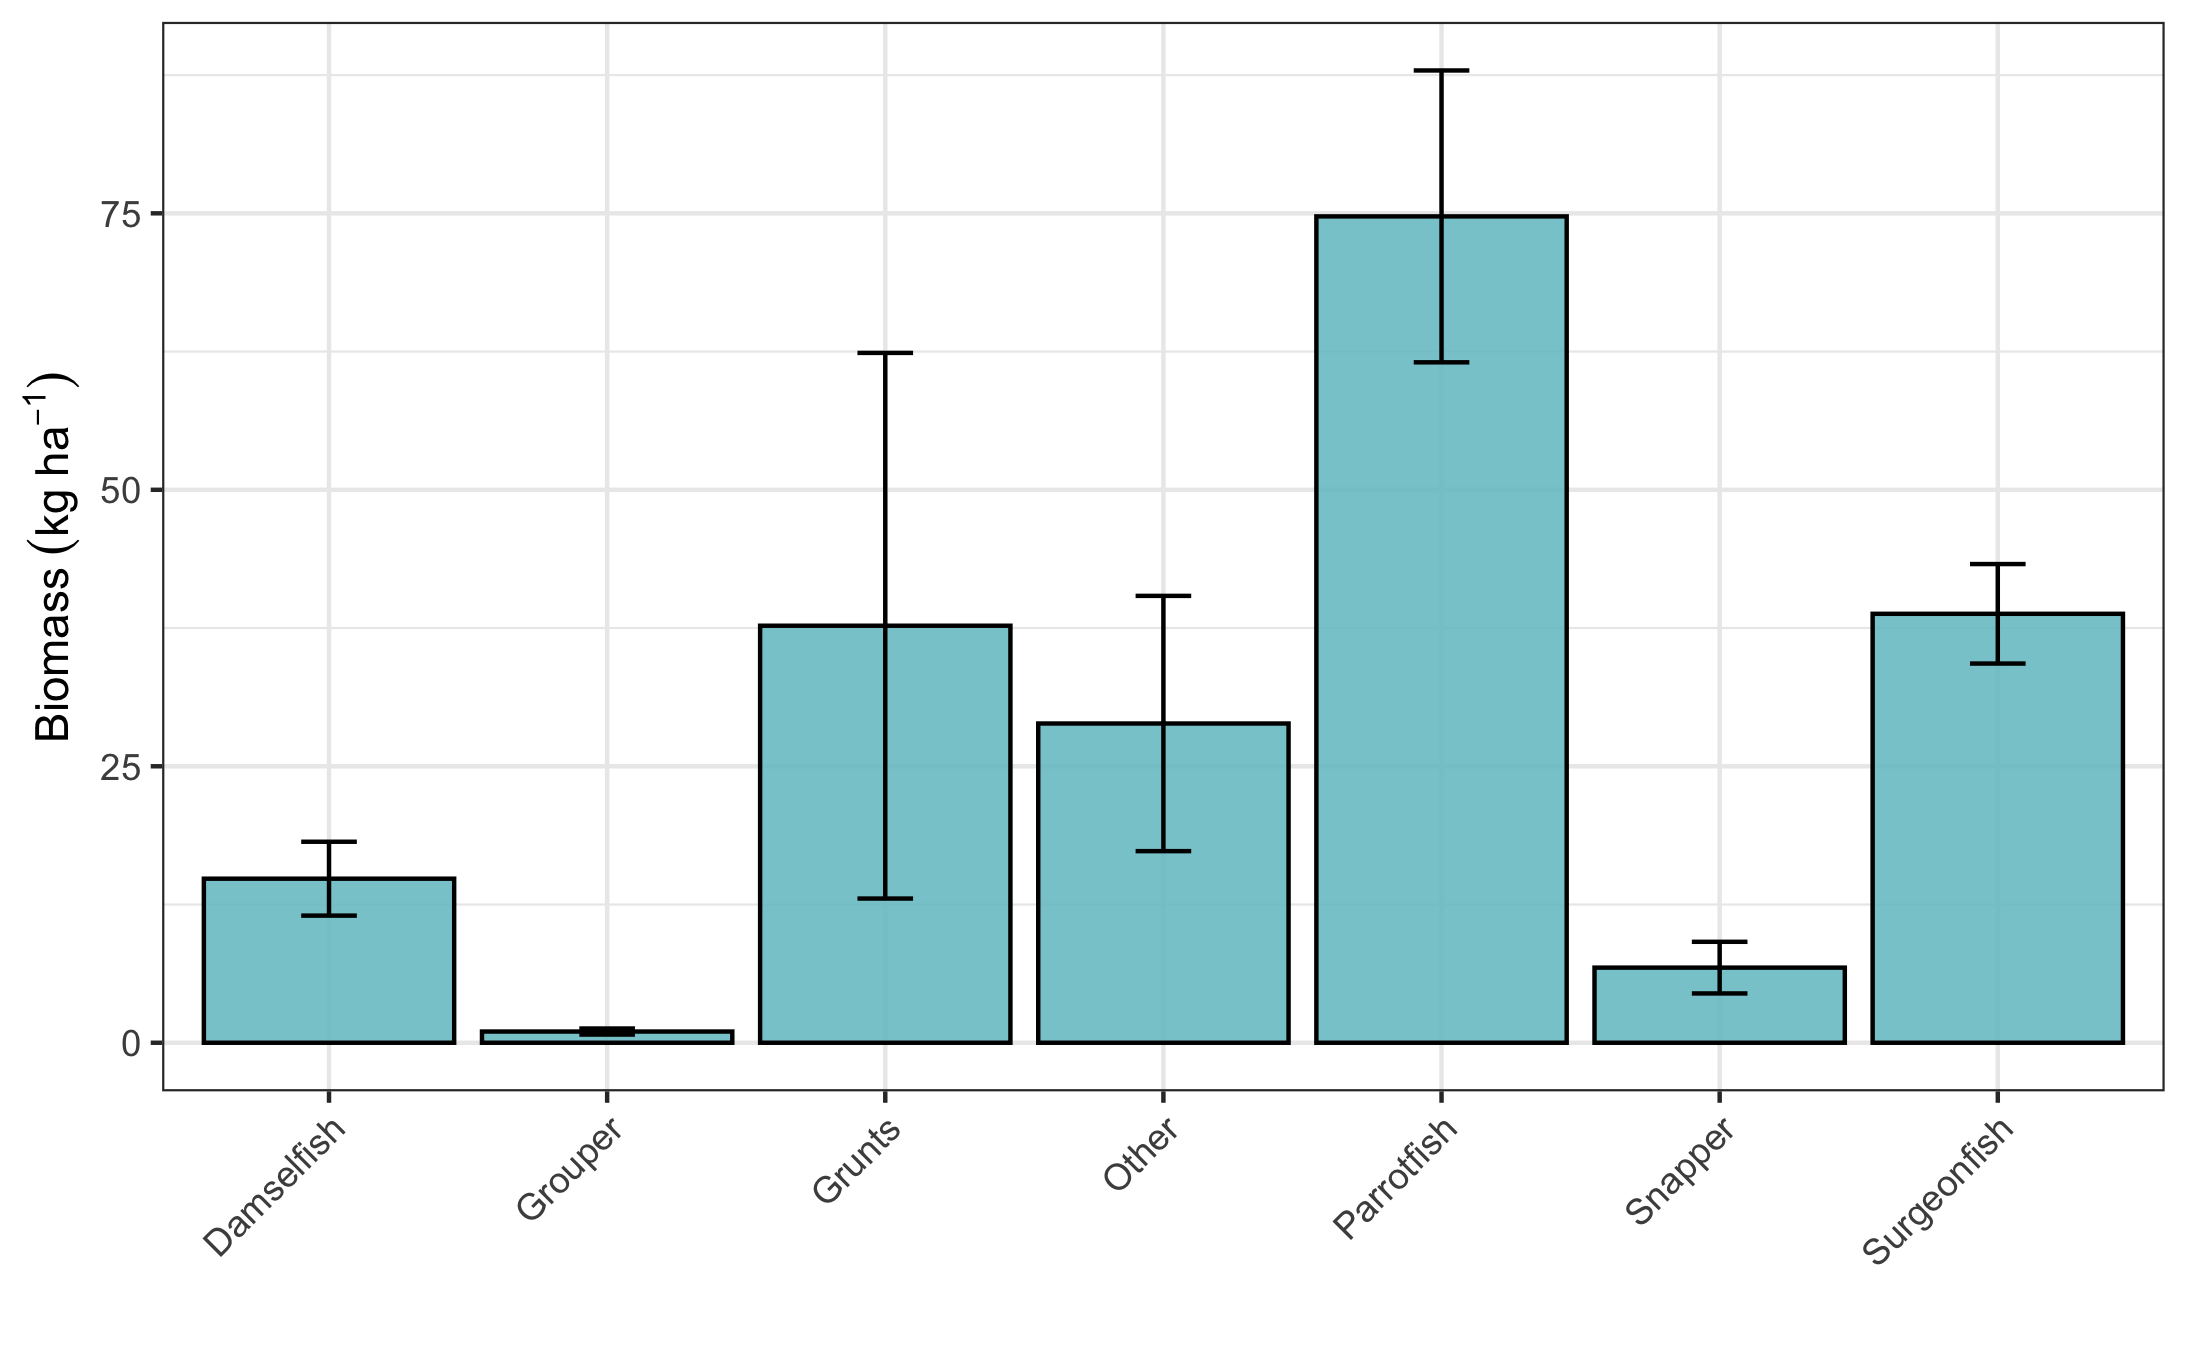 Biomass (kg ha⁻¹)
75
50
25
0
Damselfish
Grouper
Grunts
Other
Parrotfish
Snapper
Surgeonfish